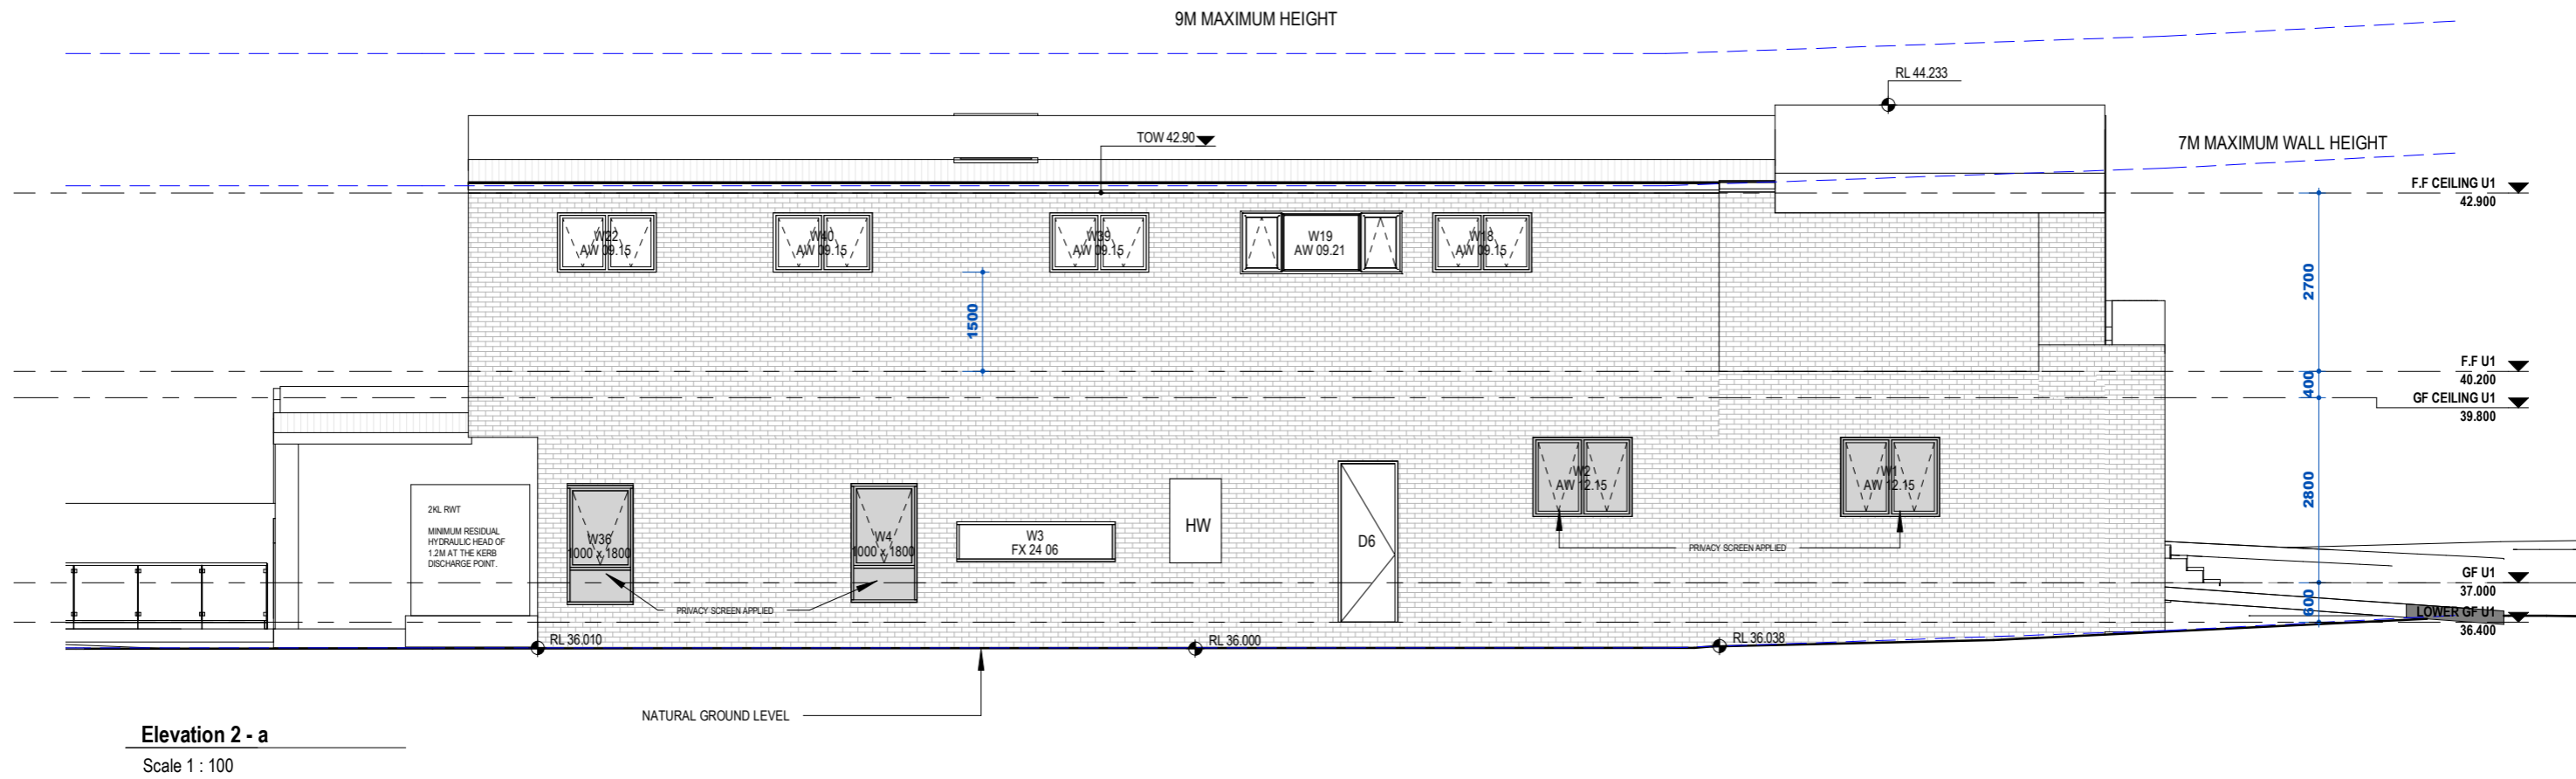 9M MAXIMUM HEIGHT
RL 44.233
TOW 42.90
7M MAXIMUM WALL HEIGHT
F.F CEILING U1
42.900
W22
AW 09.15
W40
AW 09.15
W39
AW 09.15
W19
AW 09.21
W18
AW 09.15
2700
1500
F.F U1
40.200
400
GF CEILING U1
39.800
2800
2KL RWT
MINIMUM RESIDUAL
HYDRAULIC HEAD OF
1.2M AT THE KERB
DISCHARGE POINT.
W36
1000 x 1800
W4
1000 x 1800
W3
FX 24 06
HW
D6
W2
AW 12.15
W1
AW 12.15
PRIVACY SCREEN APPLIED
PRIVACY SCREEN APPLIED
GF U1
37.000
600
LOWER GF U1
36.400
RL 36.010
RL 36.000
RL 36.038
NATURAL GROUND LEVEL
Elevation 2 - a
Scale 1 : 100